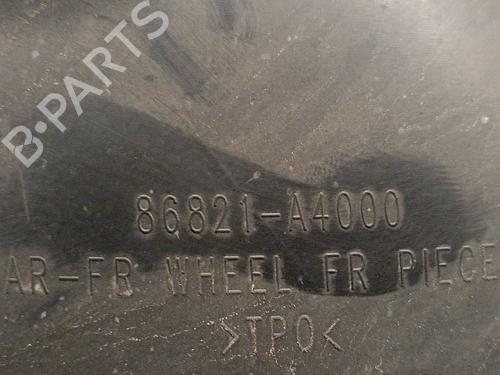 B·PARTS
86821-A4000
AR-FR WHEEL FR PIECE
>TPO<